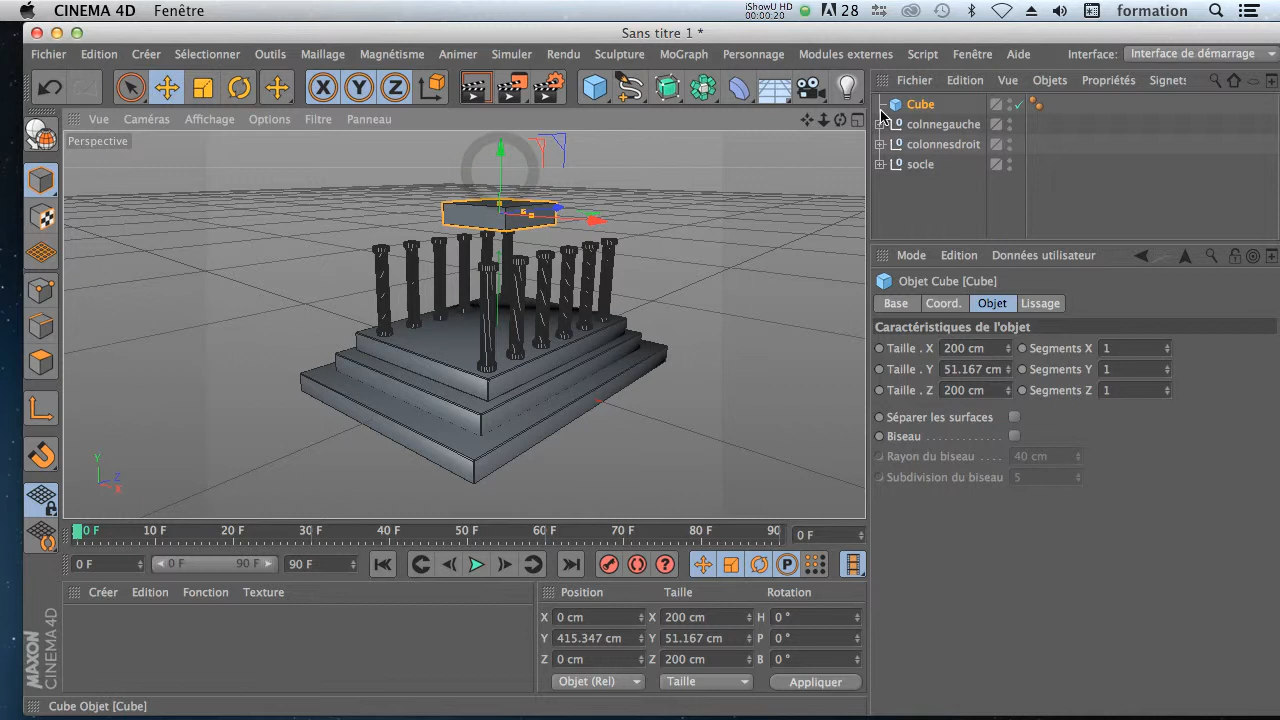 CINEMA 4D Fenêtre iShowU HD 00:00:20 28 formation
Sans titre 1 *
Fichier Edition Créer Sélectionner Outils Maillage Magnétisme Animer Simuler Rendu Sculpture MoGraph Personnage Modules externes Script Fenêtre Aide Interface: Interface de démarrage
X Y Z Fichier Edition Vue Objets Propriétés Signets
Vue Caméras Affichage Options Filtre Panneau
Perspective
Cube
colnnegauche
colonnesdroit
socle
Mode Edition Données utilisateur
Objet Cube [Cube]
Base Coord. Objet Lissage
Caractéristiques de l'objet
Taille . X 200 cm Segments X 1
Taille . Y 51.167 cm Segments Y 1
Taille . Z 200 cm Segments Z 1
Séparer les surfaces
Biseau . . . . . . . . . . . .
Rayon du biseau . . . . 40 cm
Subdivision du biseau 5
Y Z X
0 F 10 F 20 F 30 F 40 F 50 F 60 F 70 F 80 F 90 0 F
0 F 0 F 90 F 90 F P
Créer Edition Fonction Texture
Position Taille Rotation
X 0 cm X 200 cm H 0 °
Y 415.347 cm Y 51.167 cm P 0 °
Z 0 cm Z 200 cm B 0 °
Objet (Rel) Taille Appliquer
MAXON CINEMA 4D
Cube Objet [Cube]